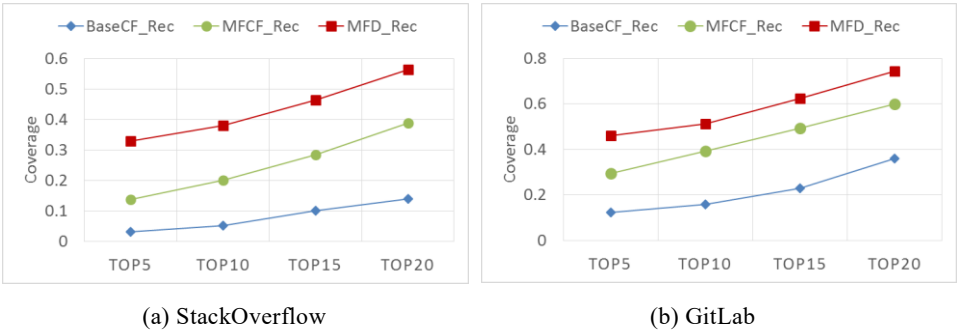 BaseCF_Rec MFCF_Rec MFD_Rec
0.6
0.5
0.4
0.3
0.2
0.1
0
Coverage
TOP5 TOP10 TOP15 TOP20
(a) StackOverflow
BaseCF_Rec MFCF_Rec MFD_Rec
0.8
0.6
0.4
0.2
0
Coverage
TOP5 TOP10 TOP15 TOP20
(b) GitLab